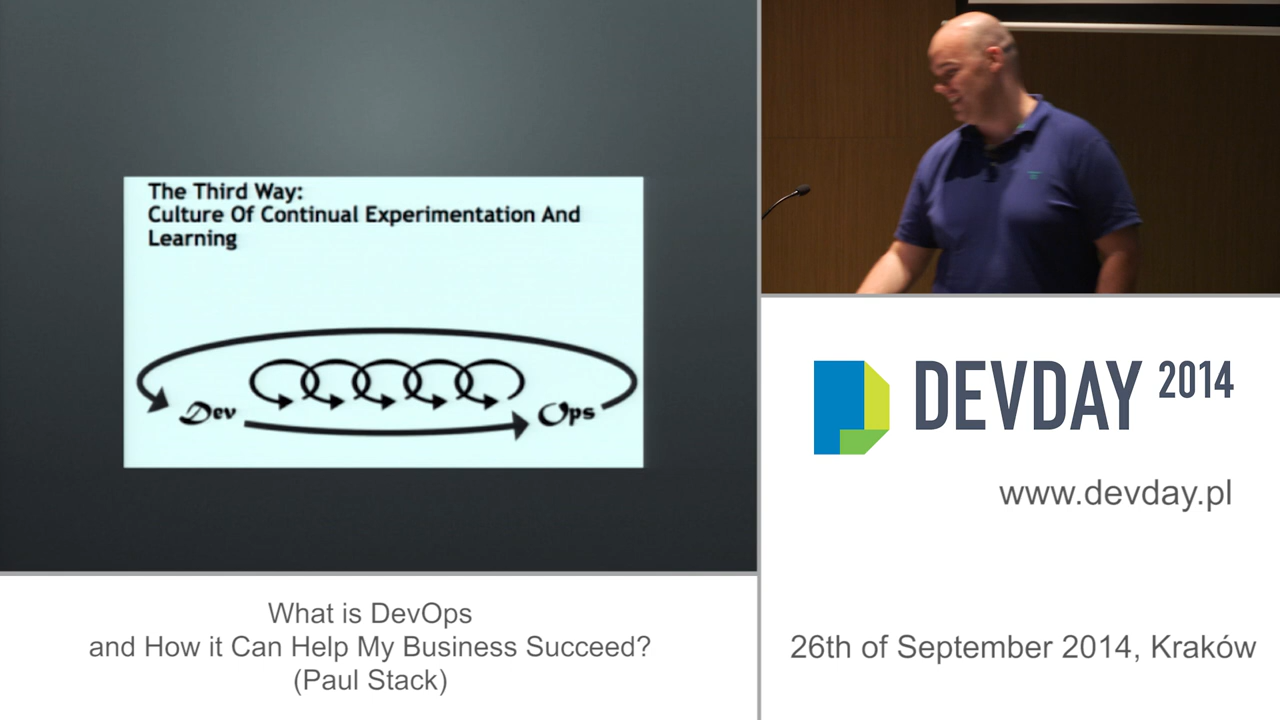 The Third Way:
Culture Of Continual Experimentation And
Learning
Dev
Ops
What is DevOps
and How it Can Help My Business Succeed?
(Paul Stack)
DEVDAY 2014
www.devday.pl
26th of September 2014, Kraków